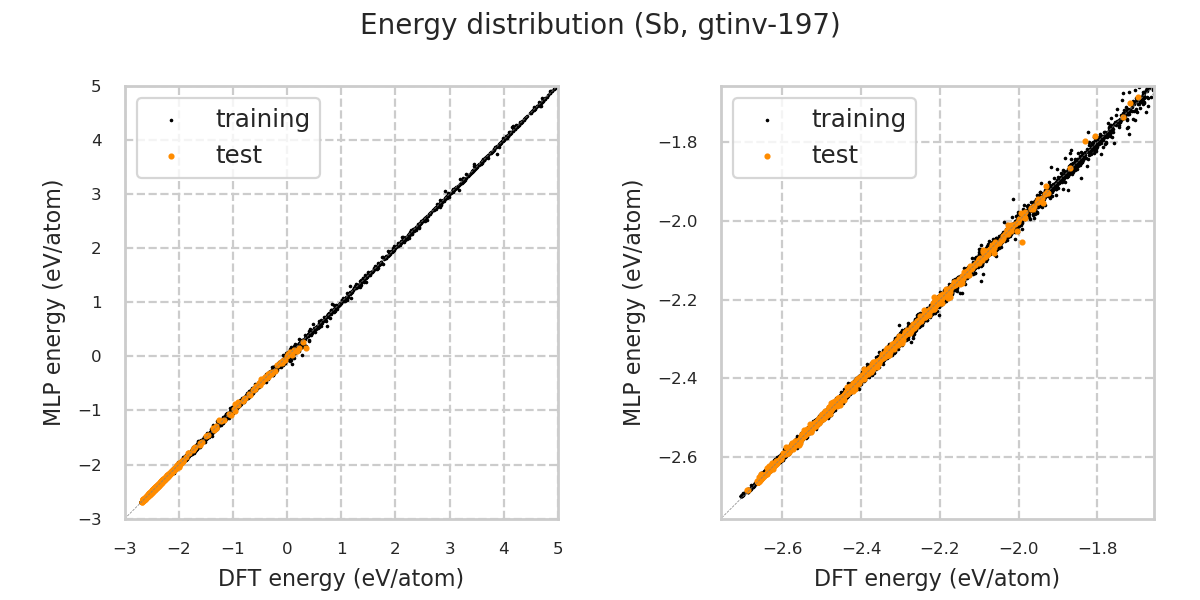 Energy distribution (Sb, gtinv-197)
training
test
MLP energy (eV/atom)
5
4
3
2
1
0
−1
−2
−3
−3 −2 −1 0 1 2 3 4 5
DFT energy (eV/atom)
training
test
MLP energy (eV/atom)
−1.8
−2.0
−2.2
−2.4
−2.6
−2.6 −2.4 −2.2 −2.0 −1.8
DFT energy (eV/atom)